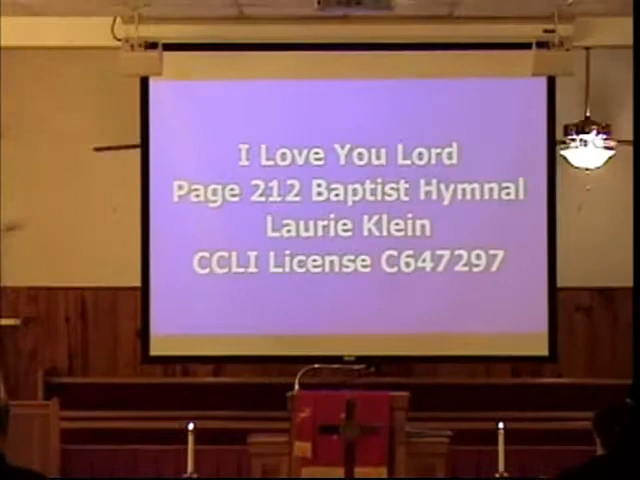 I Love You Lord
Page 212 Baptist Hymnal
Laurie Klein
CCLI License C647297